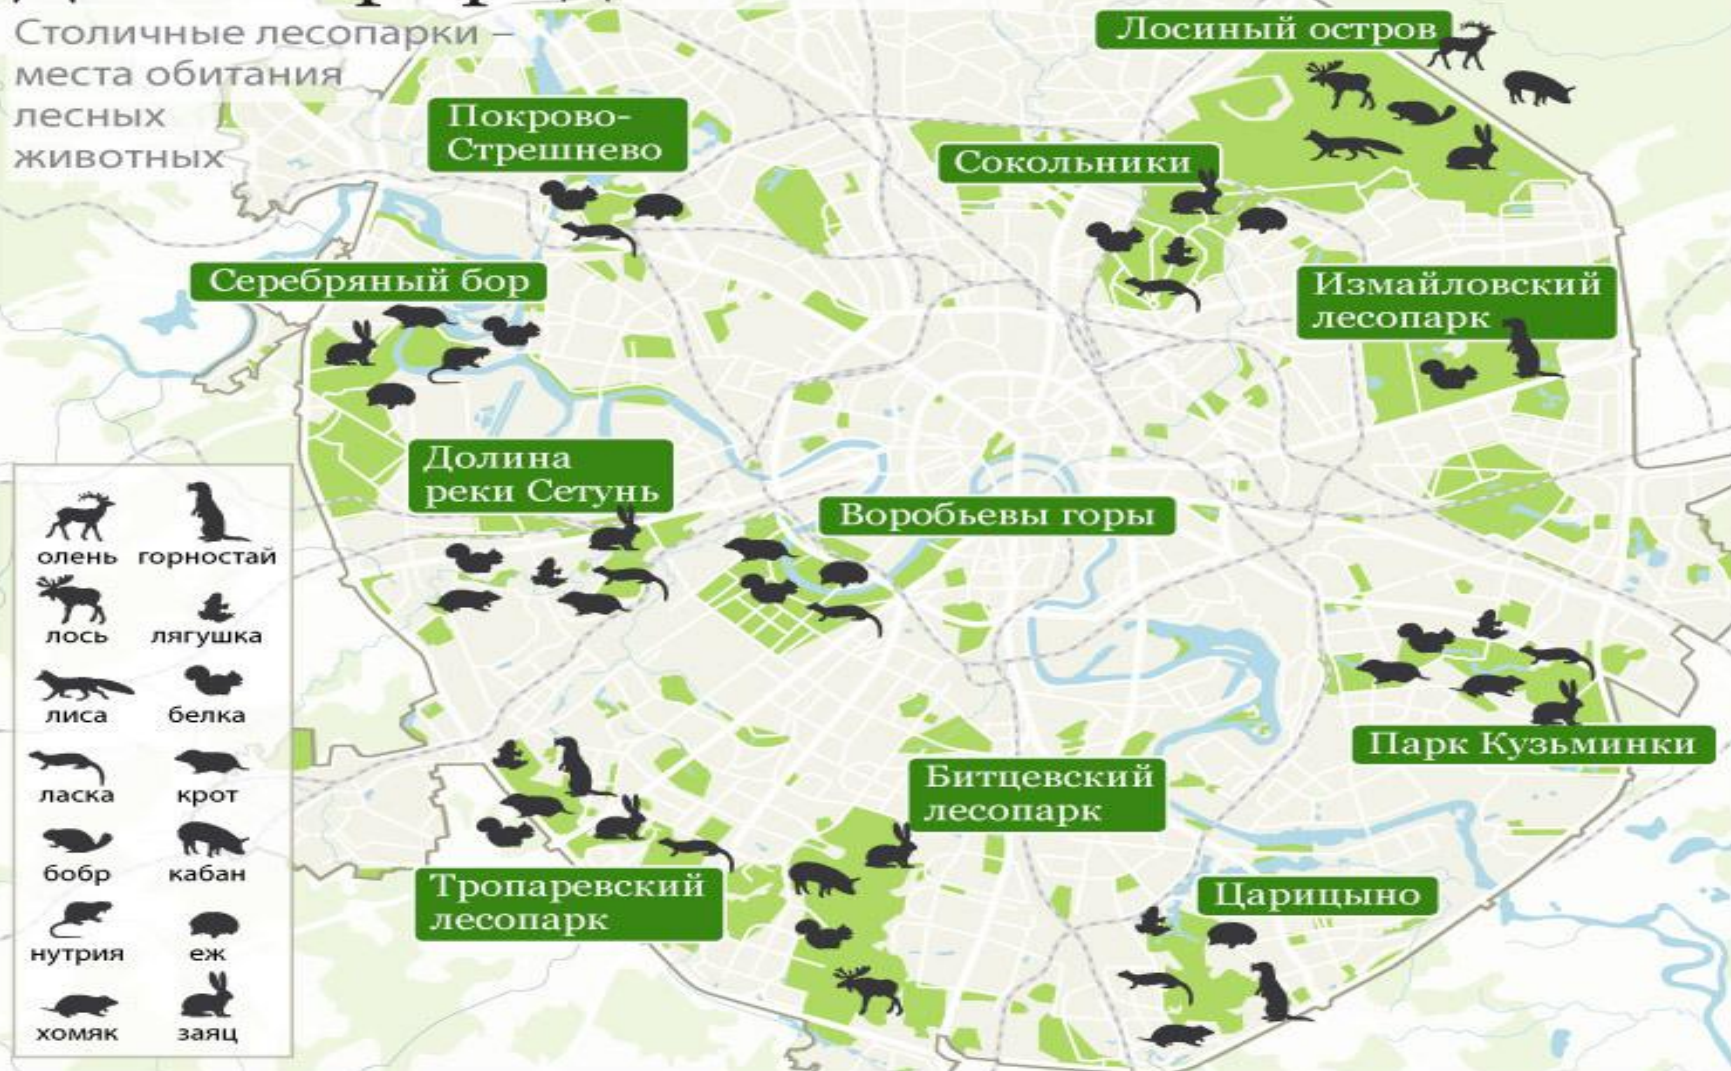 Столичные лесопарки –
места обитания
лесных
животных
Лосиный остров
Покрово-
Стрешнево
Сокольники
Серебряный бор
Измайловский
лесопарк
Долина
реки Сетунь
Воробьевы горы
Парк Кузьминки
Битцевский
лесопарк
Тропаревский
лесопарк
Царицыно
олень горностай
лось лягушка
лиса белка
ласка крот
бобр кабан
нутрия еж
хомяк заяц